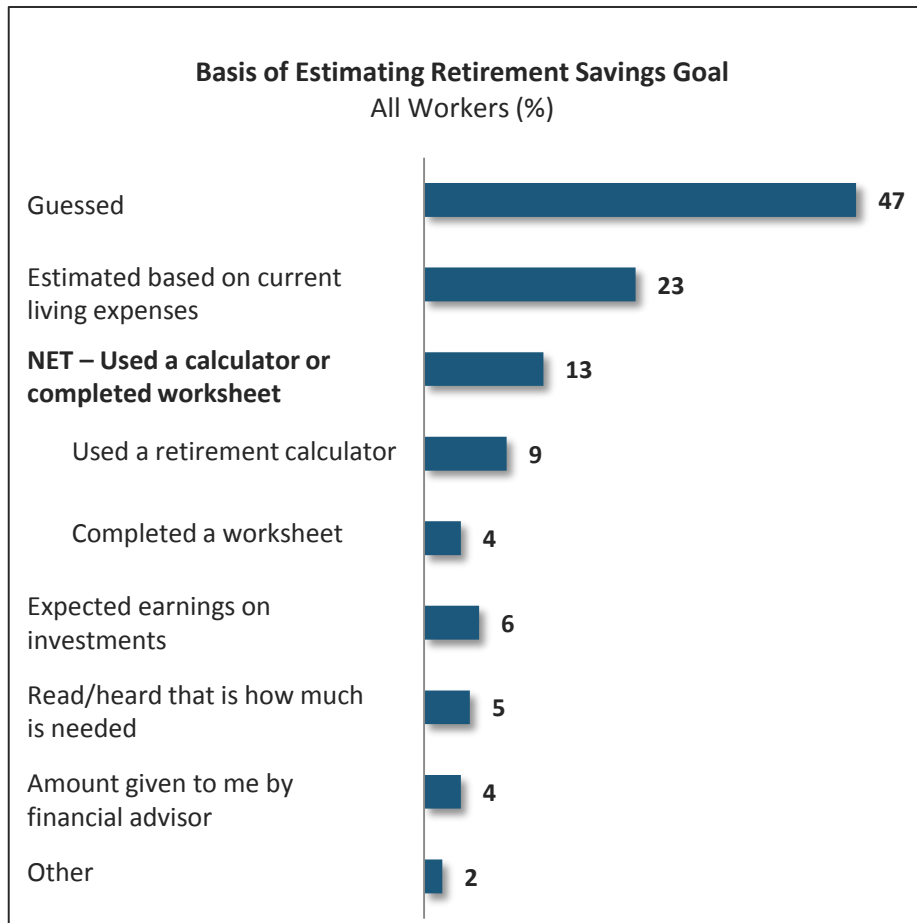 Basis of Estimating Retirement Savings Goal
All Workers (%)
Guessed
47
Estimated based on current
living expenses
23
NET – Used a calculator or
completed worksheet
13
Used a retirement calculator
9
Completed a worksheet
4
Expected earnings on
investments
6
Read/heard that is how much
is needed
5
Amount given to me by
financial advisor
4
Other
2